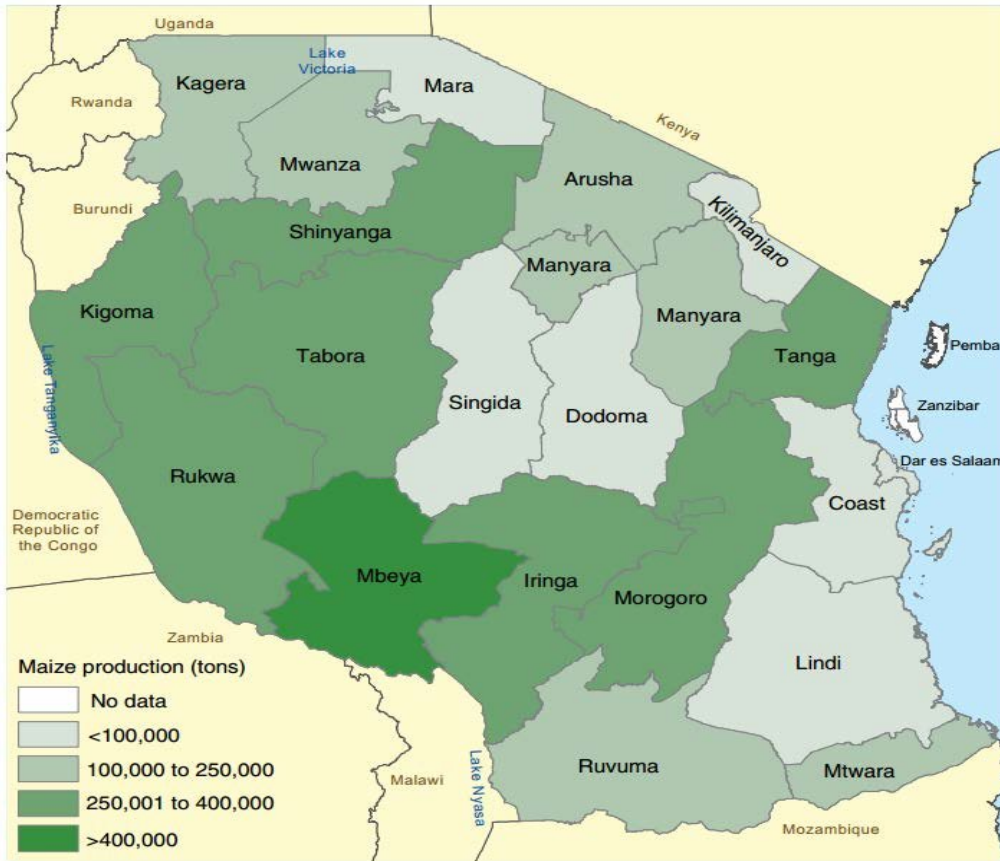 Uganda
Lake
Victoria
Kagera
Mara
Rwanda
Kenya
Mwanza
Arusha
Burundi
Kilimanjaro
Shinyanga
Manyara
Kigoma
Manyara
Tabora
Tanga
Pemba
Lake Tanganyika
Singida
Dodoma
Zanzibar
Dar es Salaam
Rukwa
Coast
Democratic
Republic of
the Congo
Mbeya
Iringa
Morogoro
Zambia
Lindi
Maize production (tons)
No data
<100,000
100,000 to 250,000
250,001 to 400,000
>400,000
Ruvuma
Mtwara
Malawi
Lake Nyasa
Mozambique